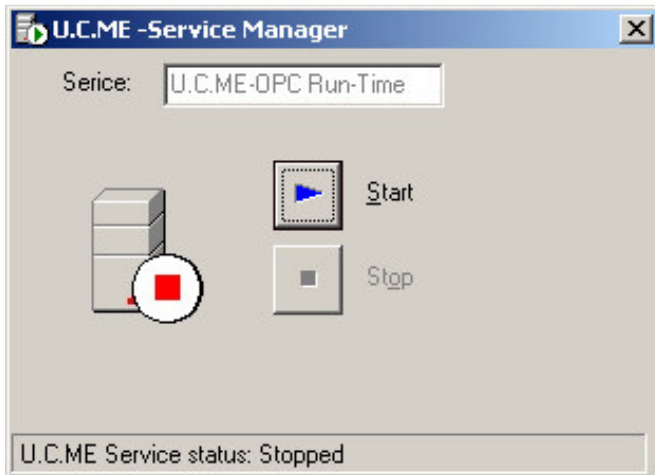 U.C.ME -Service Manager
Serice: U.C.ME-OPC Run-Time
Start
Stop
U.C.ME Service status: Stopped